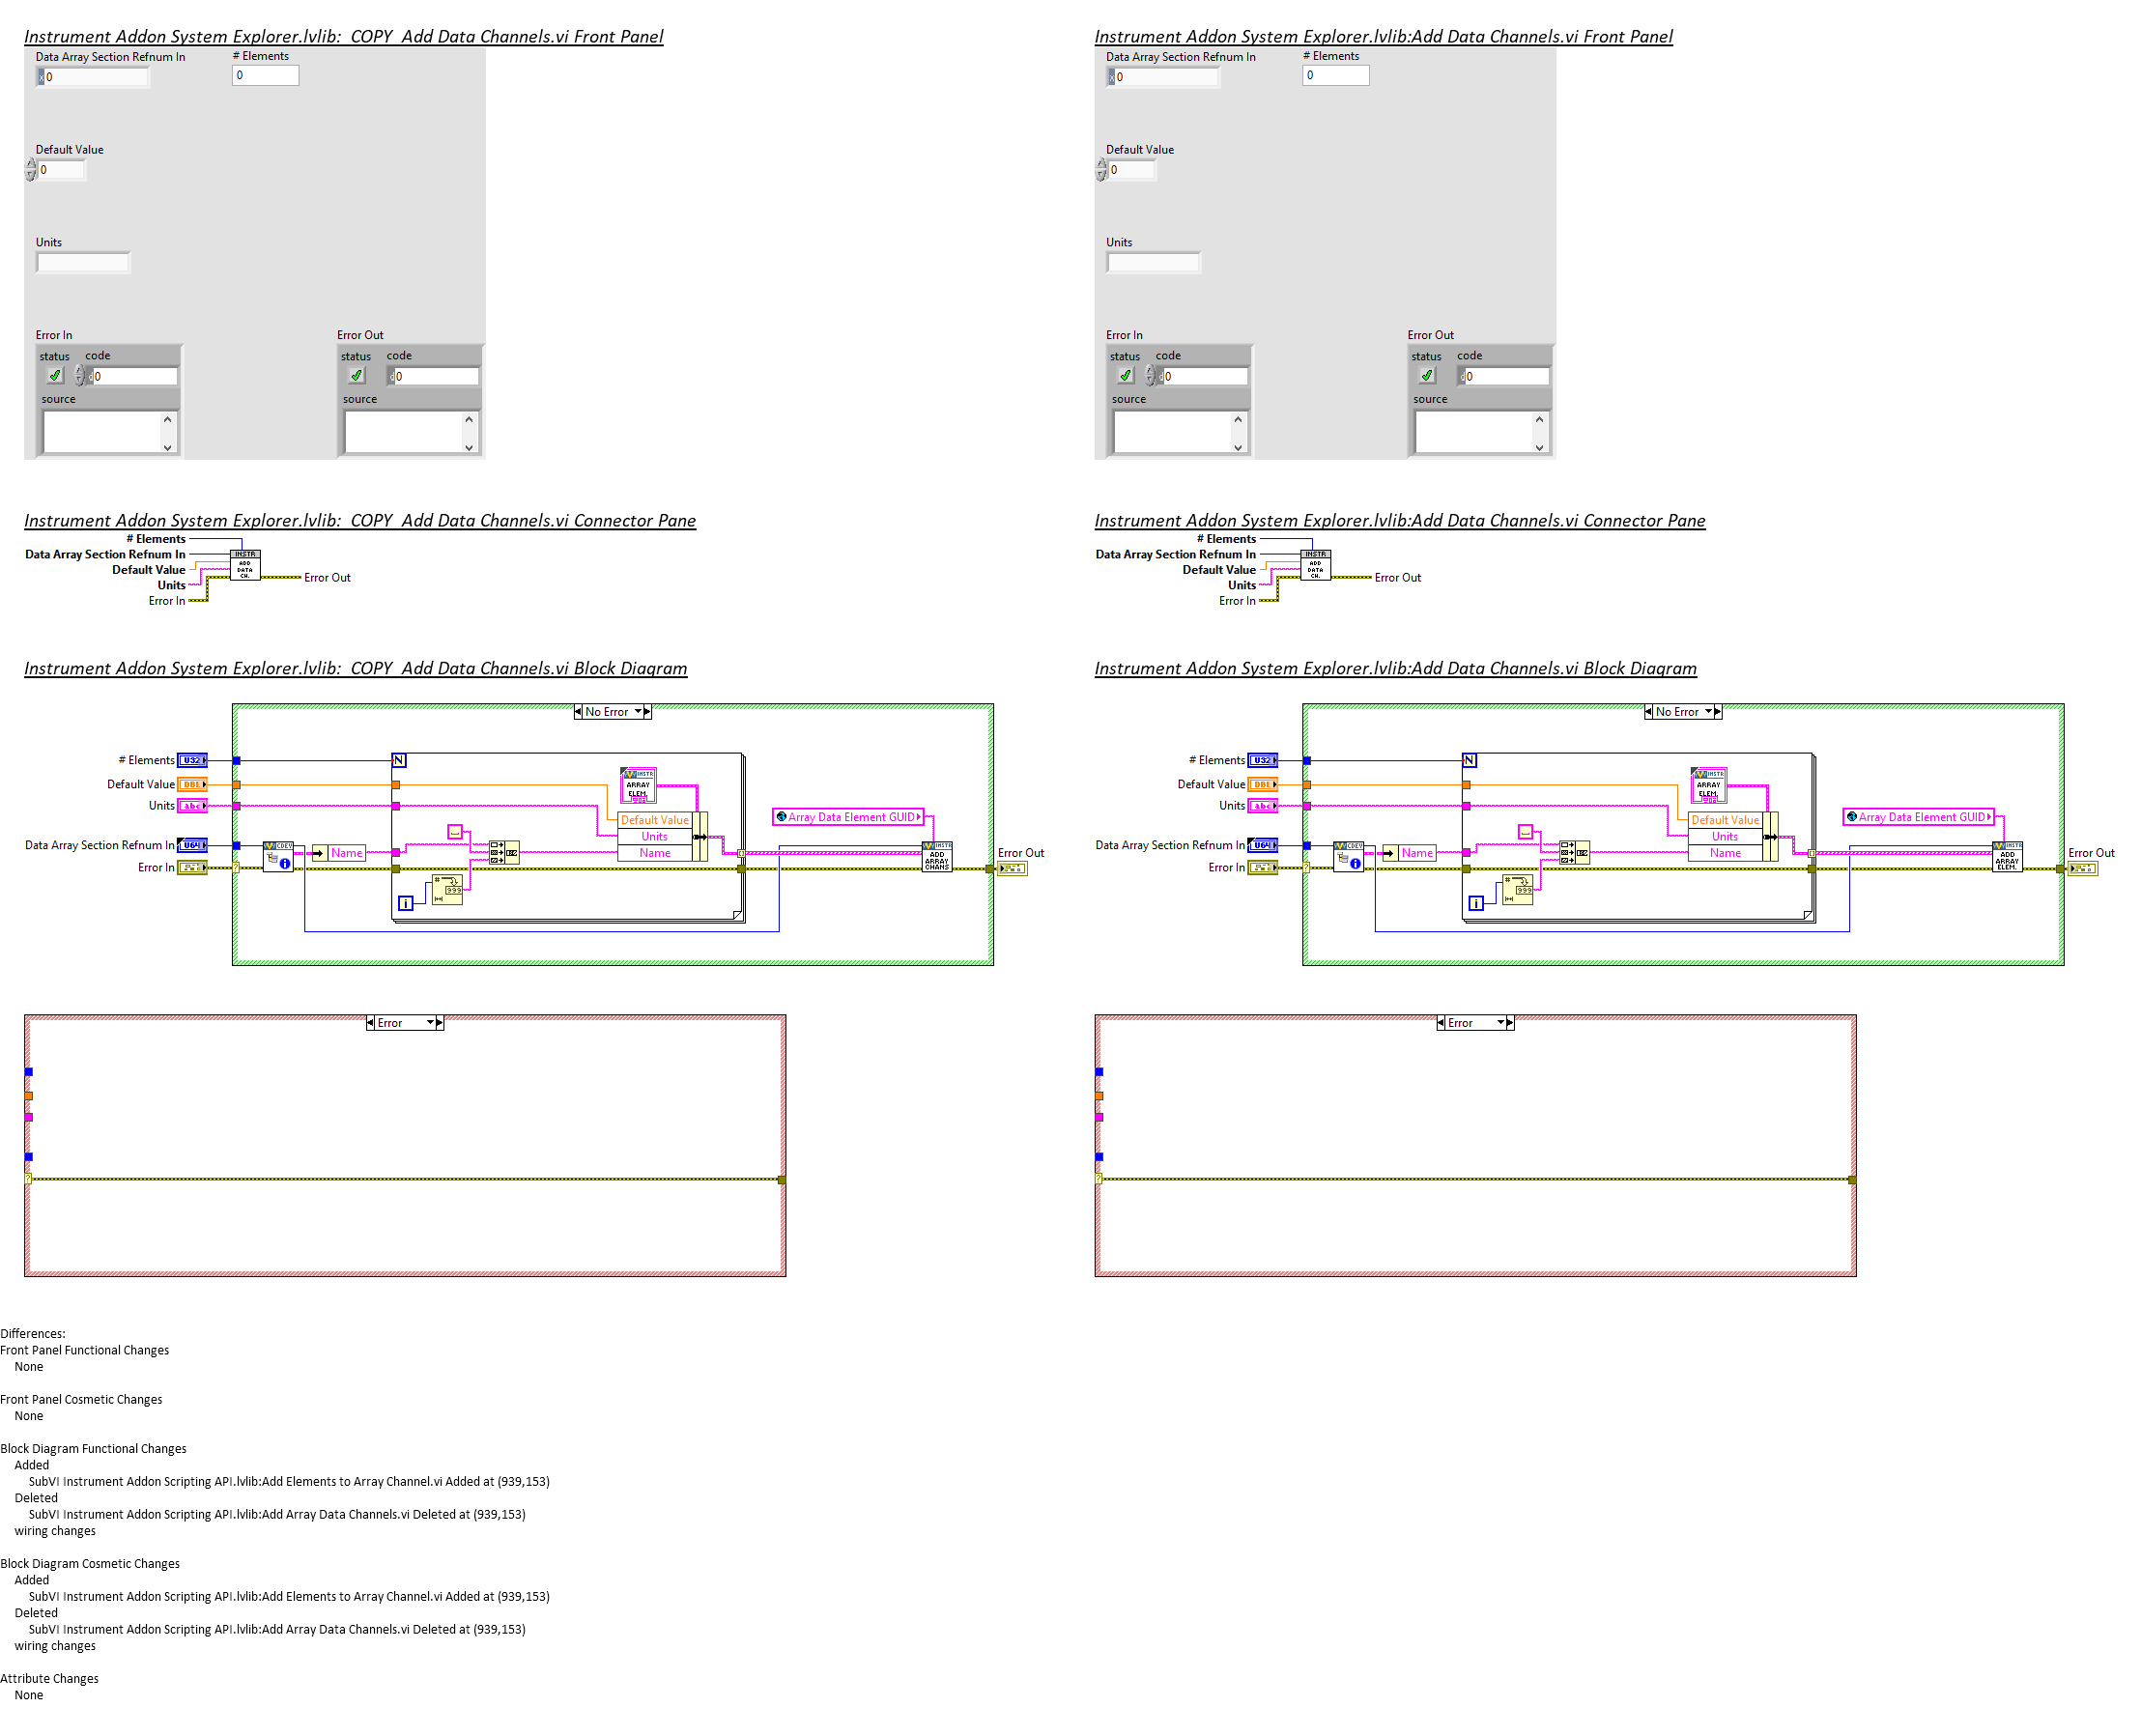 Instrument Addon System Explorer.lvlib:_COPY_Add Data Channels.vi Front Panel
Data Array Section Refnum In
# Elements
x 0
0
Default Value
0
Units
Error In
Error Out
status
code
status
code
d 0
d 0
source
source
Instrument Addon System Explorer.lvlib:Add Data Channels.vi Front Panel
Data Array Section Refnum In
# Elements
x 0
0
Default Value
0
Units
Error In
Error Out
status
code
status
code
d 0
d 0
source
source
Instrument Addon System Explorer.lvlib:_COPY_Add Data Channels.vi Connector Pane
# Elements
Data Array Section Refnum In
Default Value
Units
Error In
INSTR
ADD
DATA
CH.
Error Out
Instrument Addon System Explorer.lvlib:Add Data Channels.vi Connector Pane
# Elements
Data Array Section Refnum In
Default Value
Units
Error In
INSTR
ADD
DATA
CH.
Error Out
Instrument Addon System Explorer.lvlib:_COPY_Add Data Channels.vi Block Diagram
No Error
# Elements
U32
N
Default Value
DBL
Units
abc
INSTR
ARRAY
ELEM.
Default Value
Units
Name
Array Data Element GUID
Data Array Section Refnum In
U64
CDEV
Name
INSTR
ADD
ARRAY
CHANS
Error In
Error Out
?
i
#
999
Error
?
Instrument Addon System Explorer.lvlib:Add Data Channels.vi Block Diagram
No Error
# Elements
U32
N
Default Value
DBL
Units
abc
INSTR
ARRAY
ELEM.
Default Value
Units
Name
Array Data Element GUID
Data Array Section Refnum In
U64
CDEV
Name
INSTR
ADD
ARRAY
ELEM.
Error In
Error Out
?
i
#
999
Error
?
Differences:
Front Panel Functional Changes
None
Front Panel Cosmetic Changes
None
Block Diagram Functional Changes
Added
SubVI Instrument Addon Scripting API.lvlib:Add Elements to Array Channel.vi Added at (939,153)
Deleted
SubVI Instrument Addon Scripting API.lvlib:Add Array Data Channels.vi Deleted at (939,153)
wiring changes
Block Diagram Cosmetic Changes
Added
SubVI Instrument Addon Scripting API.lvlib:Add Elements to Array Channel.vi Added at (939,153)
Deleted
SubVI Instrument Addon Scripting API.lvlib:Add Array Data Channels.vi Deleted at (939,153)
wiring changes
Attribute Changes
None